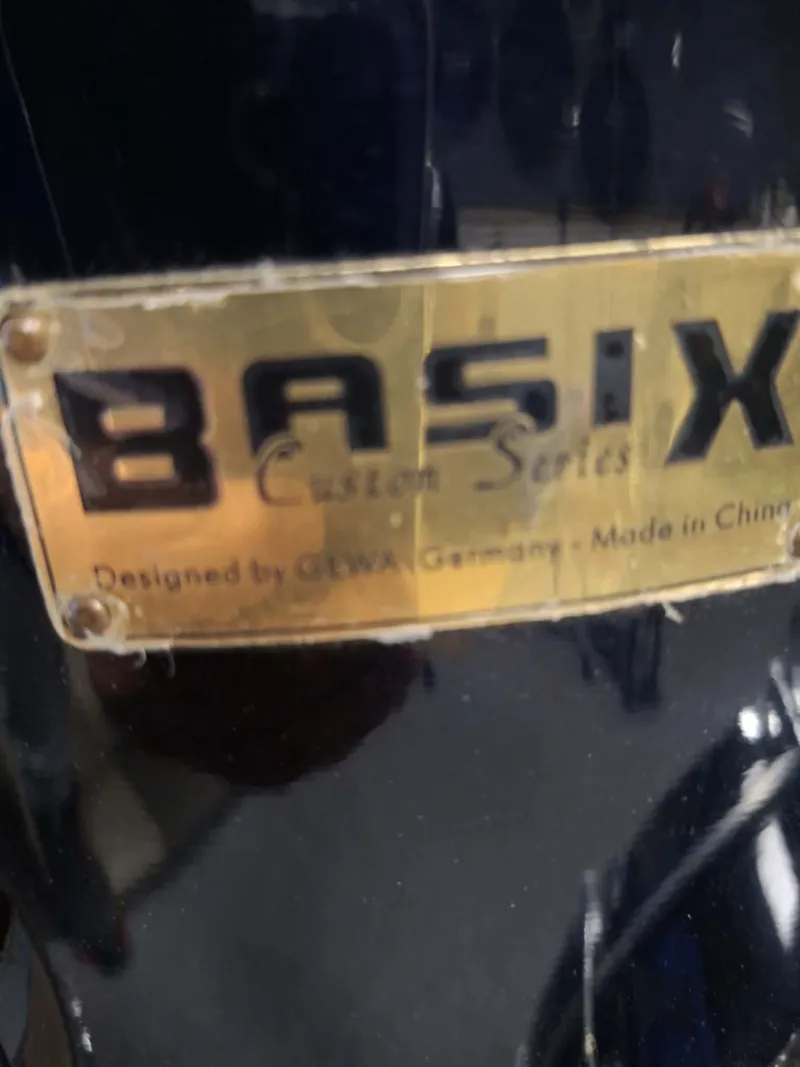 BASIX
Custom Series
Designed by GEWA, Germany - Made in China